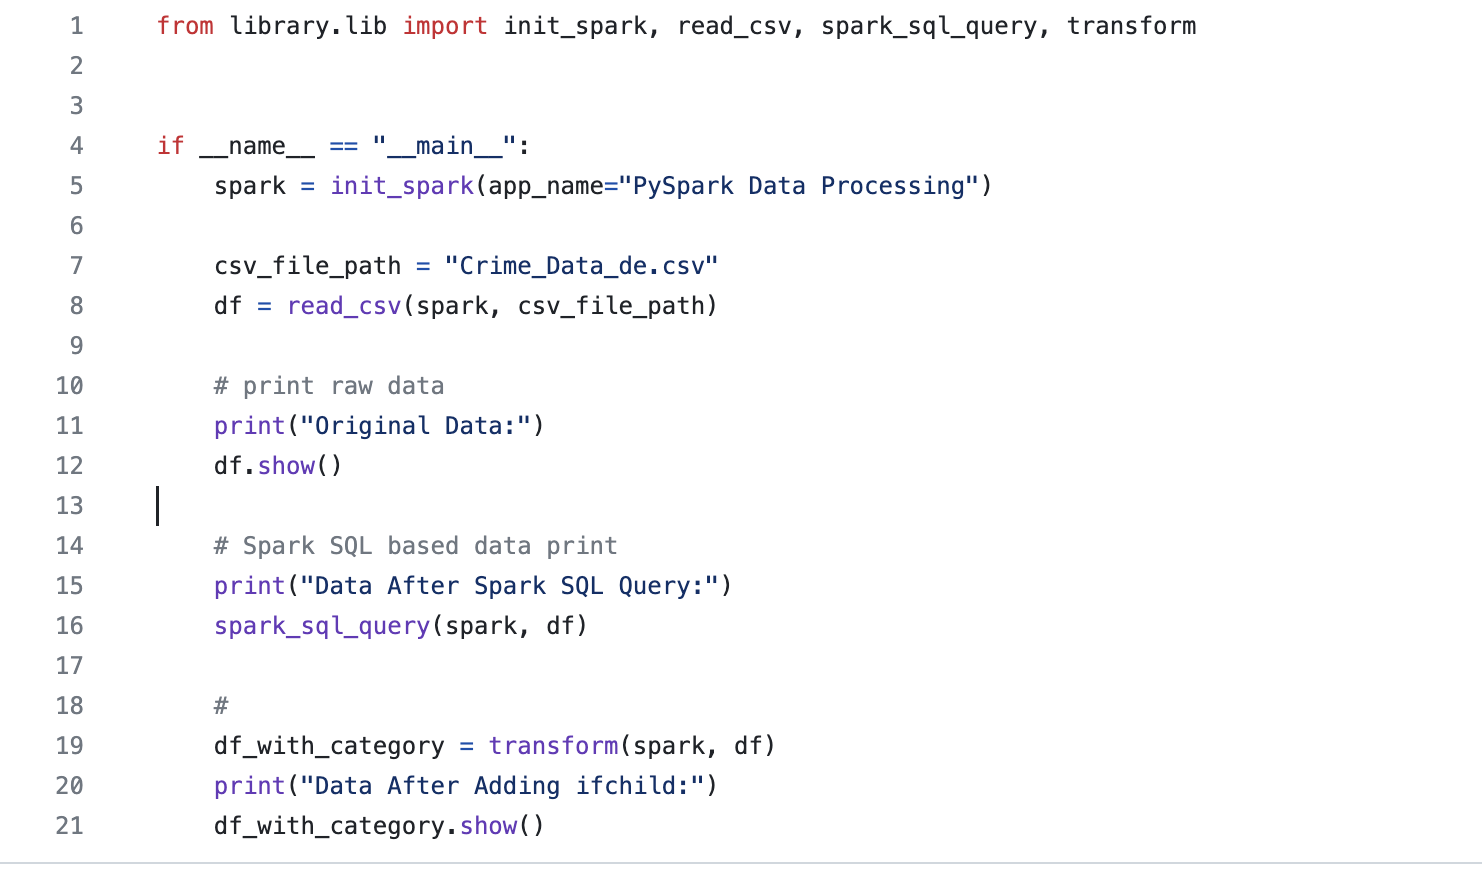 1 from library.lib import init_spark, read_csv, spark_sql_query, transform
2
3
4 if __name__ == "__main__":
5     spark = init_spark(app_name="PySpark Data Processing")
6
7     csv_file_path = "Crime_Data_de.csv"
8     df = read_csv(spark, csv_file_path)
9
10     # print raw data
11     print("Original Data:")
12     df.show()
13
14     # Spark SQL based data print
15     print("Data After Spark SQL Query:")
16     spark_sql_query(spark, df)
17
18     #
19     df_with_category = transform(spark, df)
20     print("Data After Adding ifchild:")
21     df_with_category.show()